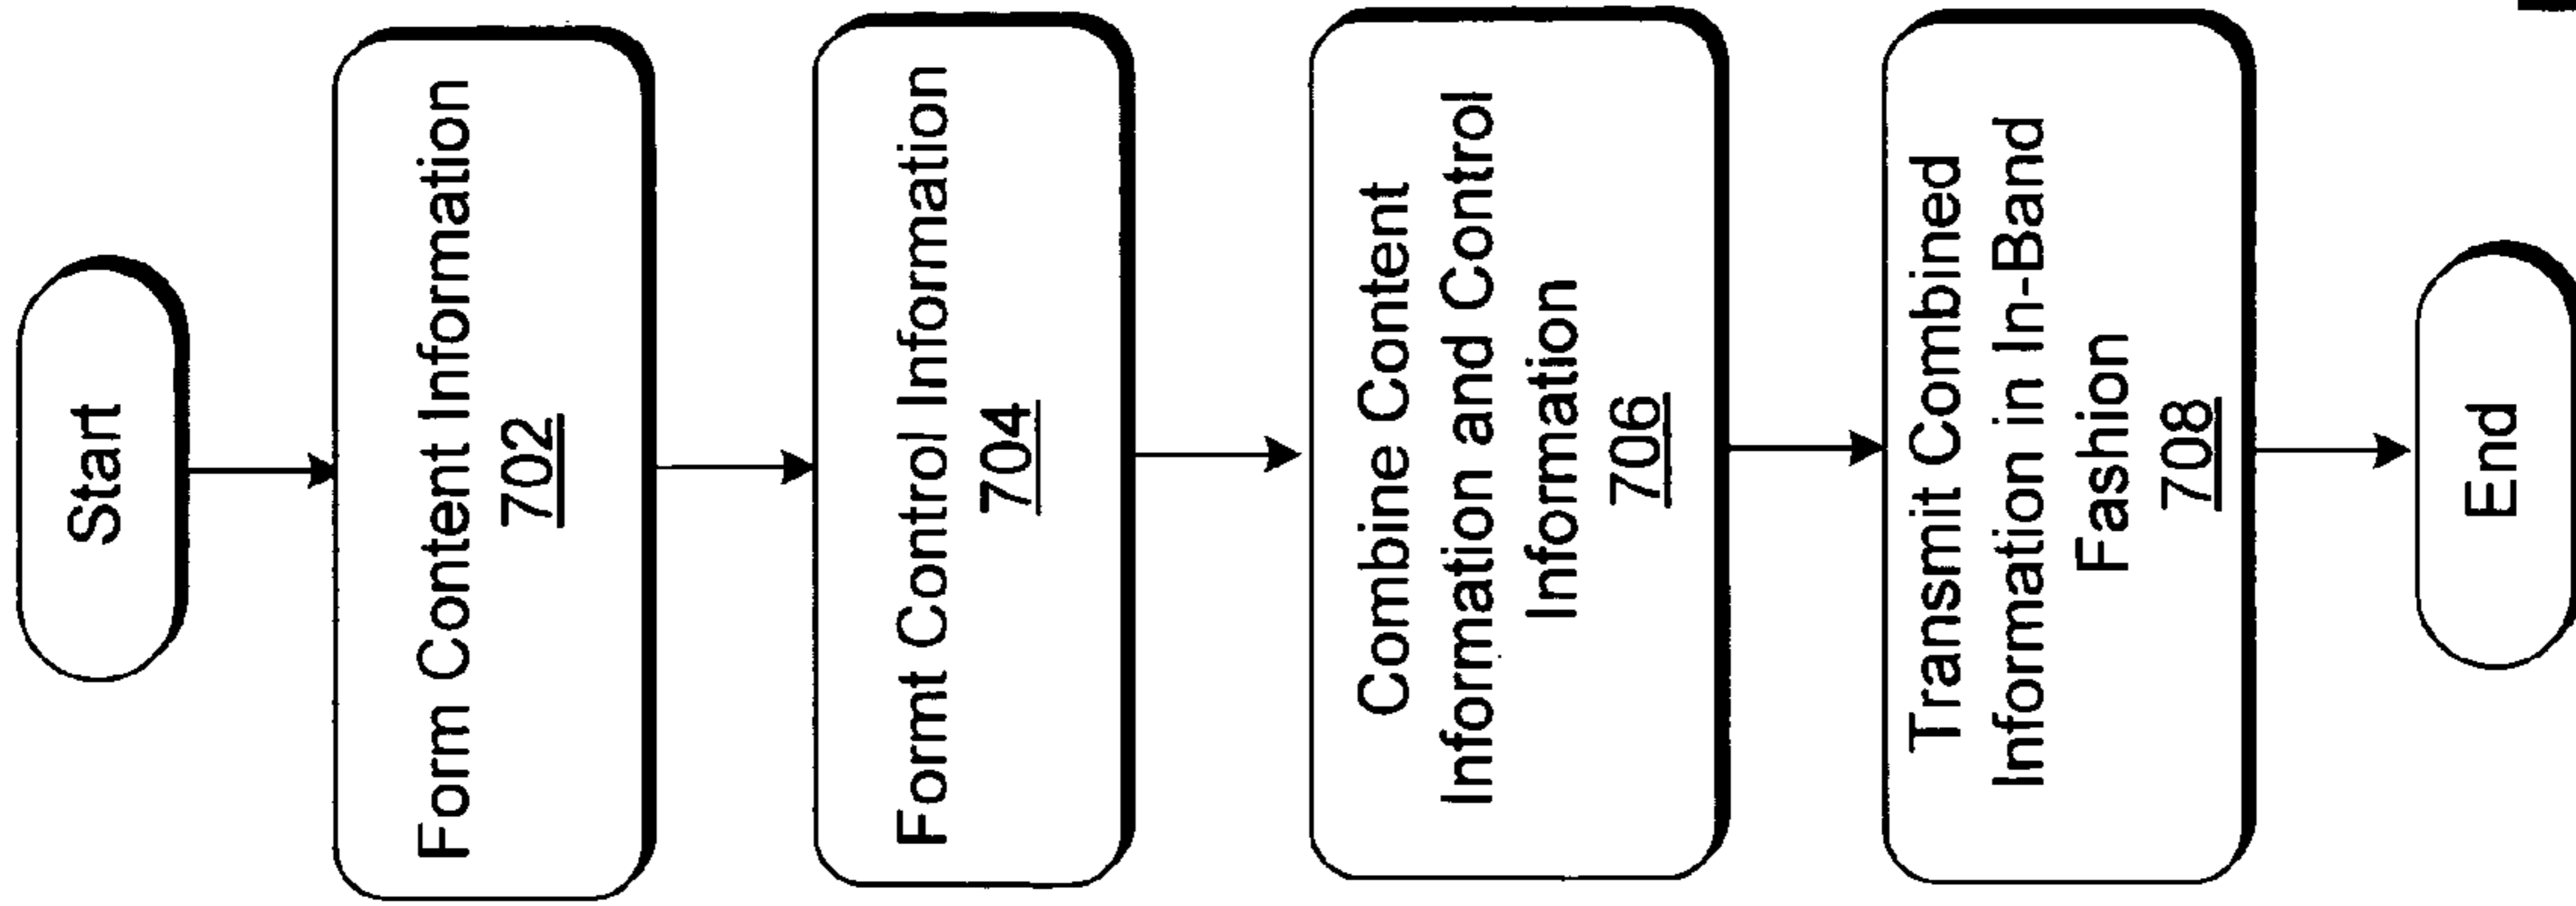 Start
Form Content Information
702
Formt Control Information
704
Combine Content
Information and Control
Information
706
Transmit Combined
Information in In-Band
Fashion
708
End